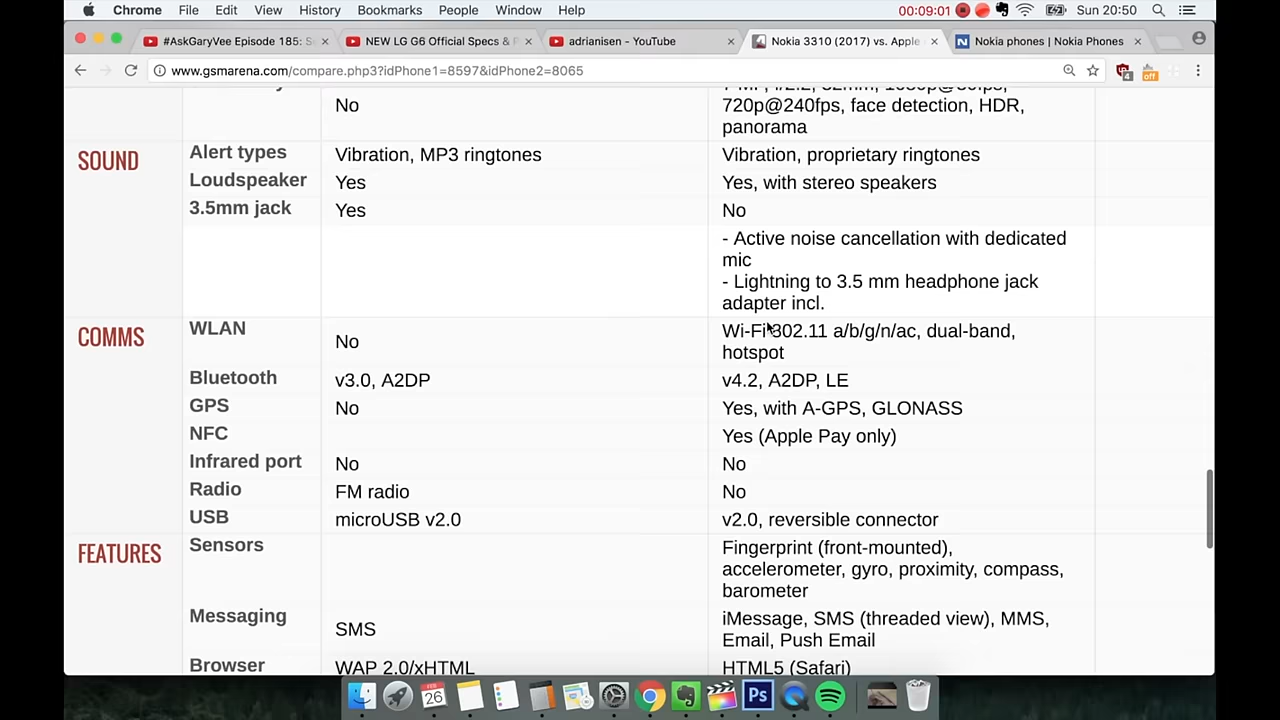 Chrome File Edit View History Bookmarks People Window Help 00:09:01 Sun 20:50
#AskGaryVee Episode 185: S NEW LG G6 Official Specs & adrianisen - YouTube Nokia 3310 (2017) vs. Apple Nokia phones | Nokia Phones
www.gsmarena.com/compare.php3?idPhone1=8597&idPhone2=8065
No 720p@240fps, face detection, HDR,
panorama
SOUND Alert types Vibration, MP3 ringtones Vibration, proprietary ringtones
Loudspeaker Yes Yes, with stereo speakers
3.5mm jack Yes No
- Active noise cancellation with dedicated
mic
- Lightning to 3.5 mm headphone jack
adapter incl.
COMMS WLAN No Wi-Fi 802.11 a/b/g/n/ac, dual-band,
hotspot
Bluetooth v3.0, A2DP v4.2, A2DP, LE
GPS No Yes, with A-GPS, GLONASS
NFC Yes (Apple Pay only)
Infrared port No No
Radio FM radio No
USB microUSB v2.0 v2.0, reversible connector
FEATURES Sensors Fingerprint (front-mounted),
accelerometer, gyro, proximity, compass,
barometer
Messaging SMS iMessage, SMS (threaded view), MMS,
Email, Push Email
Browser WAP 2.0/xHTML HTML5 (Safari)
FEB
26
Ps